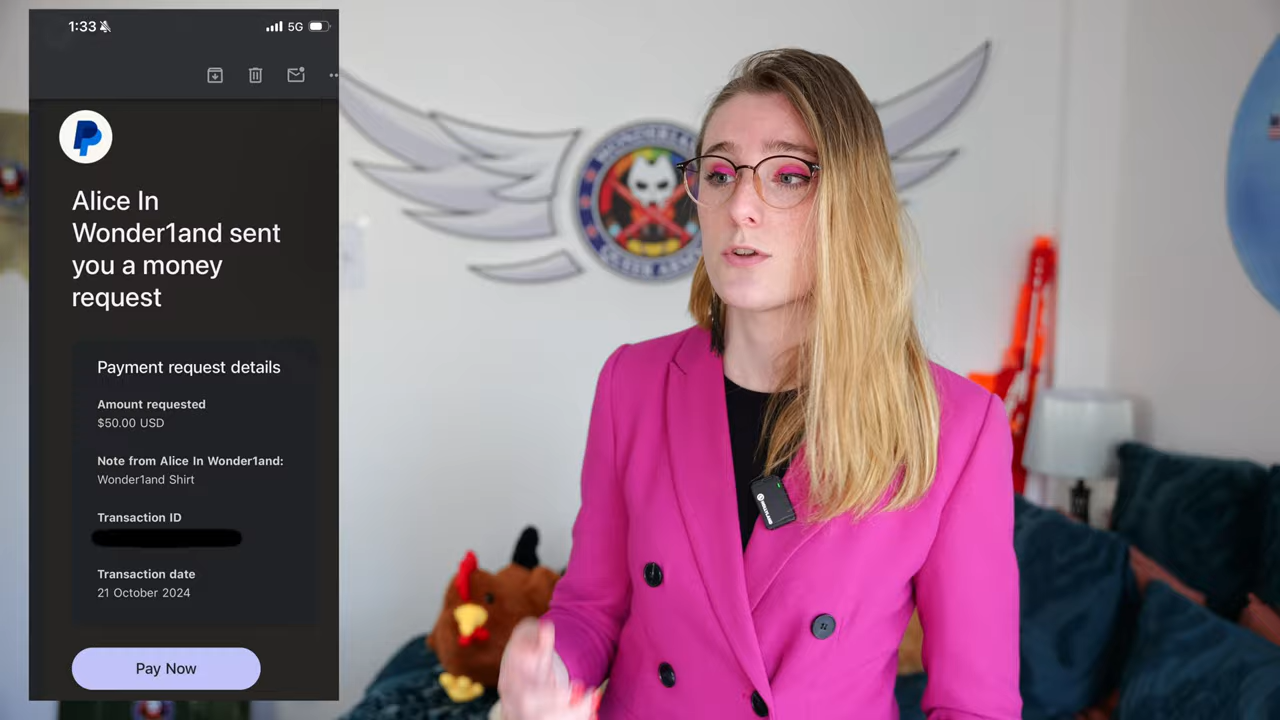 1:33
5G
Alice In
Wonder1and sent
you a money
request
Payment request details
Amount requested
$50.00 USD
Note from Alice In Wonder1and:
Wonder1and Shirt
Transaction ID
Transaction date
21 October 2024
Pay Now